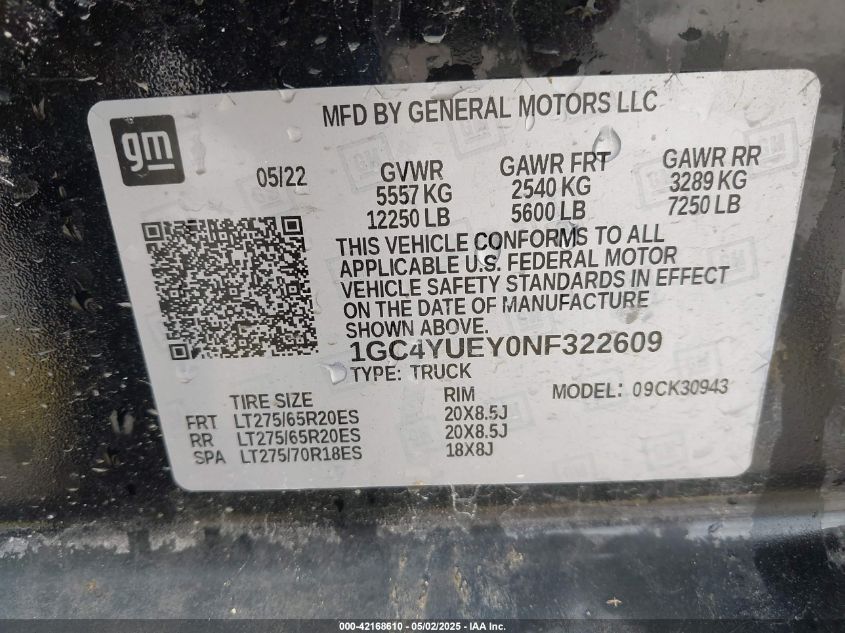 MFD BY GENERAL MOTORS LLC
gm
05/22
GVWR GAWR FRT GAWR RR
5557 KG 2540 KG 3289 KG
12250 LB 5600 LB 7250 LB
THIS VEHICLE CONFORMS TO ALL
APPLICABLE U.S. FEDERAL MOTOR
VEHICLE SAFETY STANDARDS IN EFFECT
ON THE DATE OF MANUFACTURE
SHOWN ABOVE.
1GC4YUEY0NF322609
TYPE: TRUCK
TIRE SIZE RIM MODEL: 09CK30943
FRT LT275/65R20ES 20X8.5J
RR LT275/65R20ES 20X8.5J
SPA LT275/70R18ES 18X8J
000-42168610 - 05/02/2025 - IAA Inc.